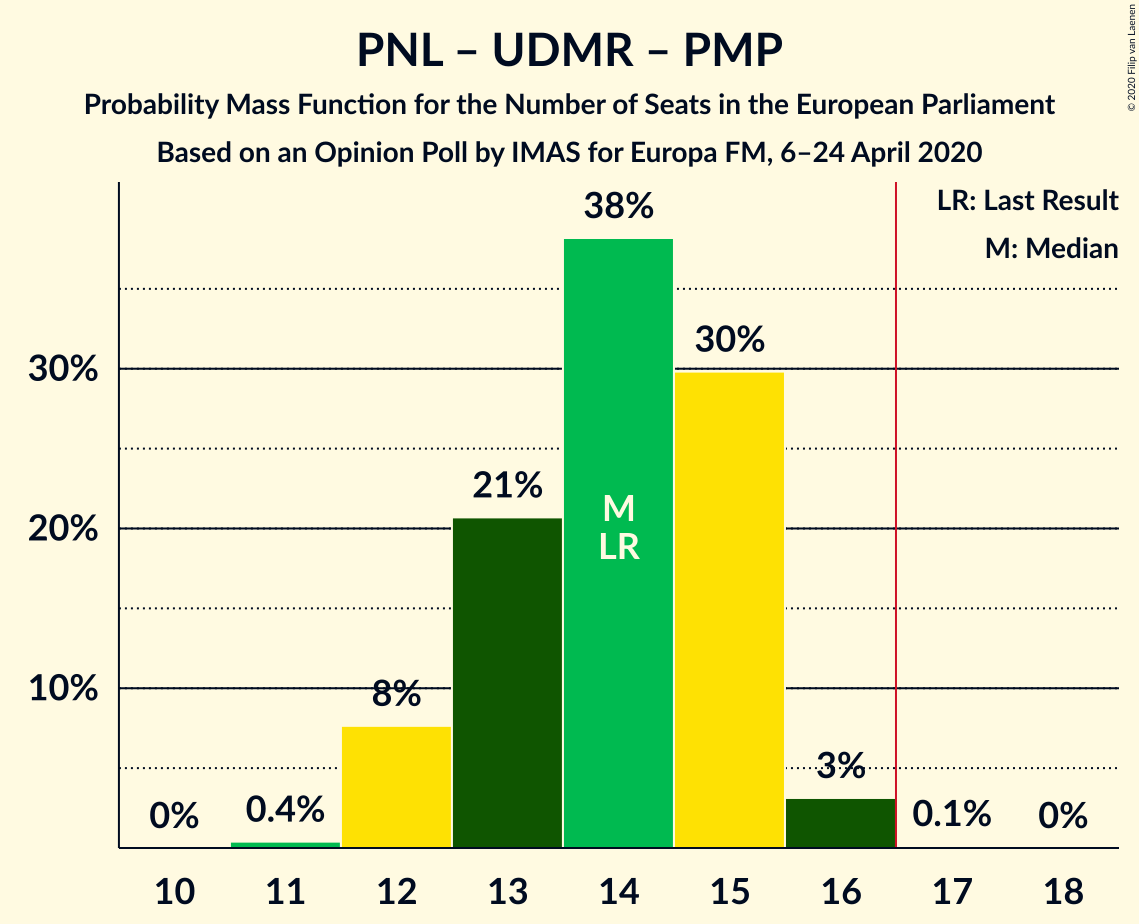 PNL – UDMR – PMP
Probability Mass Function for the Number of Seats in the European Parliament
Based on an Opinion Poll by IMAS for Europa FM, 6–24 April 2020
© 2020 Filip van Laenen
LR: Last Result
M: Median
38%
30%
21%
8%
3%
0.4%
0%
0.1%
0%
M
LR
30%
20%
10%
10 11 12 13 14 15 16 17 18